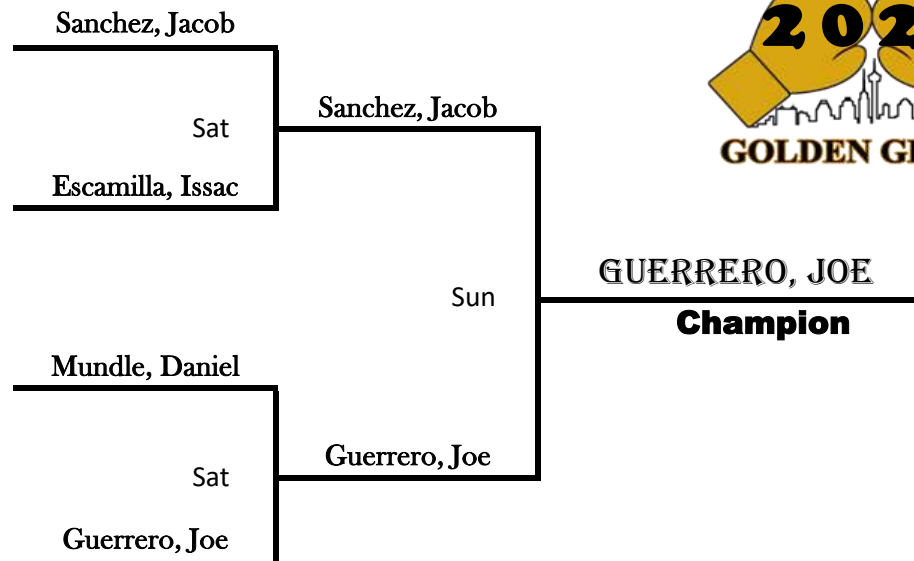 Sanchez, Jacob
Sat
Escamilla, Issac
Sanchez, Jacob
Mundle, Daniel
Sat
Guerrero, Joe
Guerrero, Joe
Sun
GUERRERO, JOE
Champion
GOLDEN